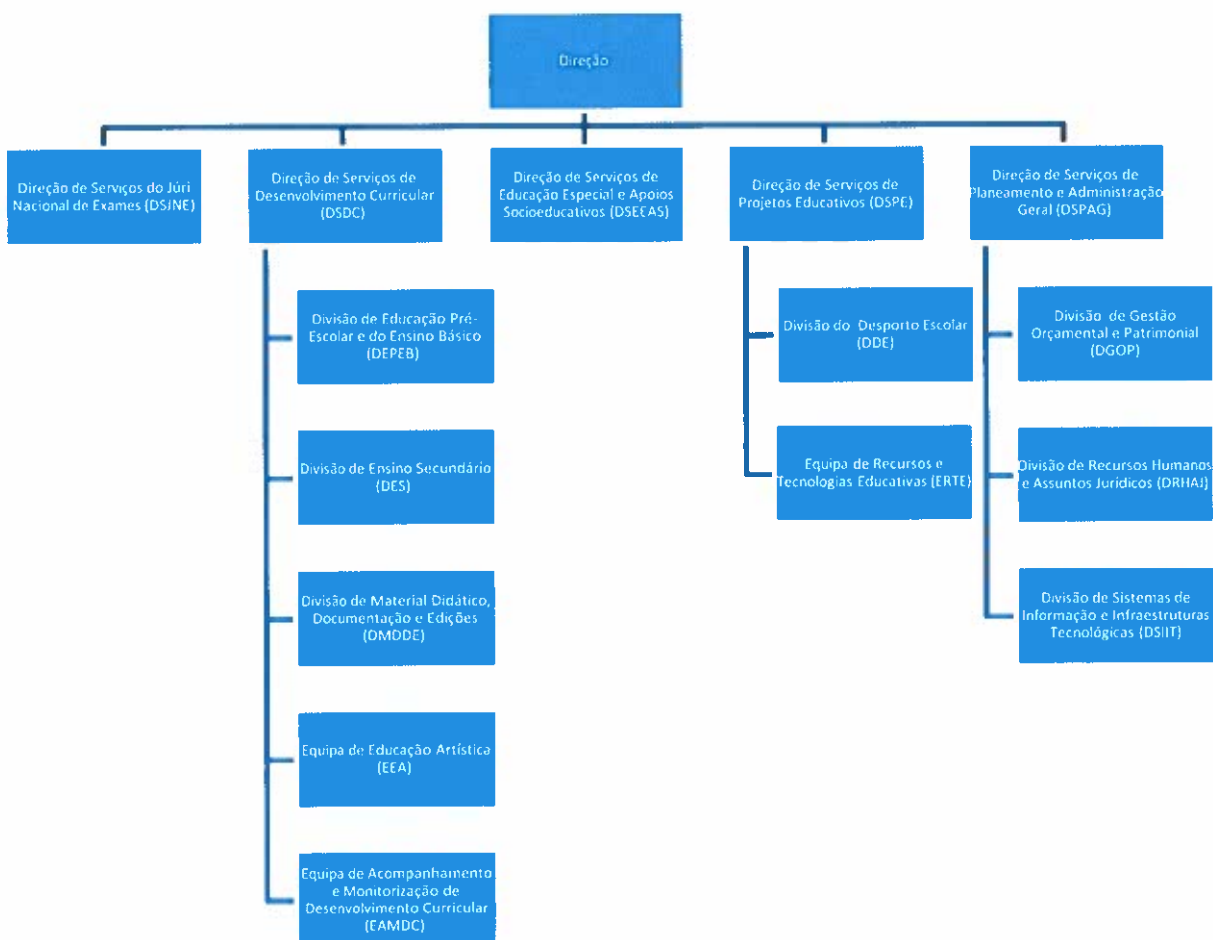 Direção
Direção de Serviços do Júri
Nacional de Exames (DSJNE)
Direção de Serviços de
Desenvolvimento Curricular
(DSDC)
Direção de Serviços de
Educação Especial e Apoios
Socioeducativos (DSEEAS)
Direção de Serviços de
Projetos Educativos (DSPE)
Direção de Serviços de
Planeamento e Administração
Geral (DSPAG)
Divisão de Educação Pré-
Escolar e do Ensino Básico
(DEPEB)
Divisão de Ensino Secundário
(DES)
Divisão de Material Didático,
Documentação e Edições
(DMDDE)
Equipa de Educação Artística
(EEA)
Equipa de Acompanhamento
e Monitorização de
Desenvolvimento Curricular
(EAMDC)
Divisão do Desporto Escolar
(DDE)
Equipa de Recursos e
Tecnologias Educativas (ERTE)
Divisão de Gestão
Orçamental e Patrimonial
(DGOP)
Divisão de Recursos Humanos
e Assuntos Jurídicos (DRHAJ)
Divisão de Sistemas de
Informação e Infraestruturas
Tecnológicas (DSIIT)